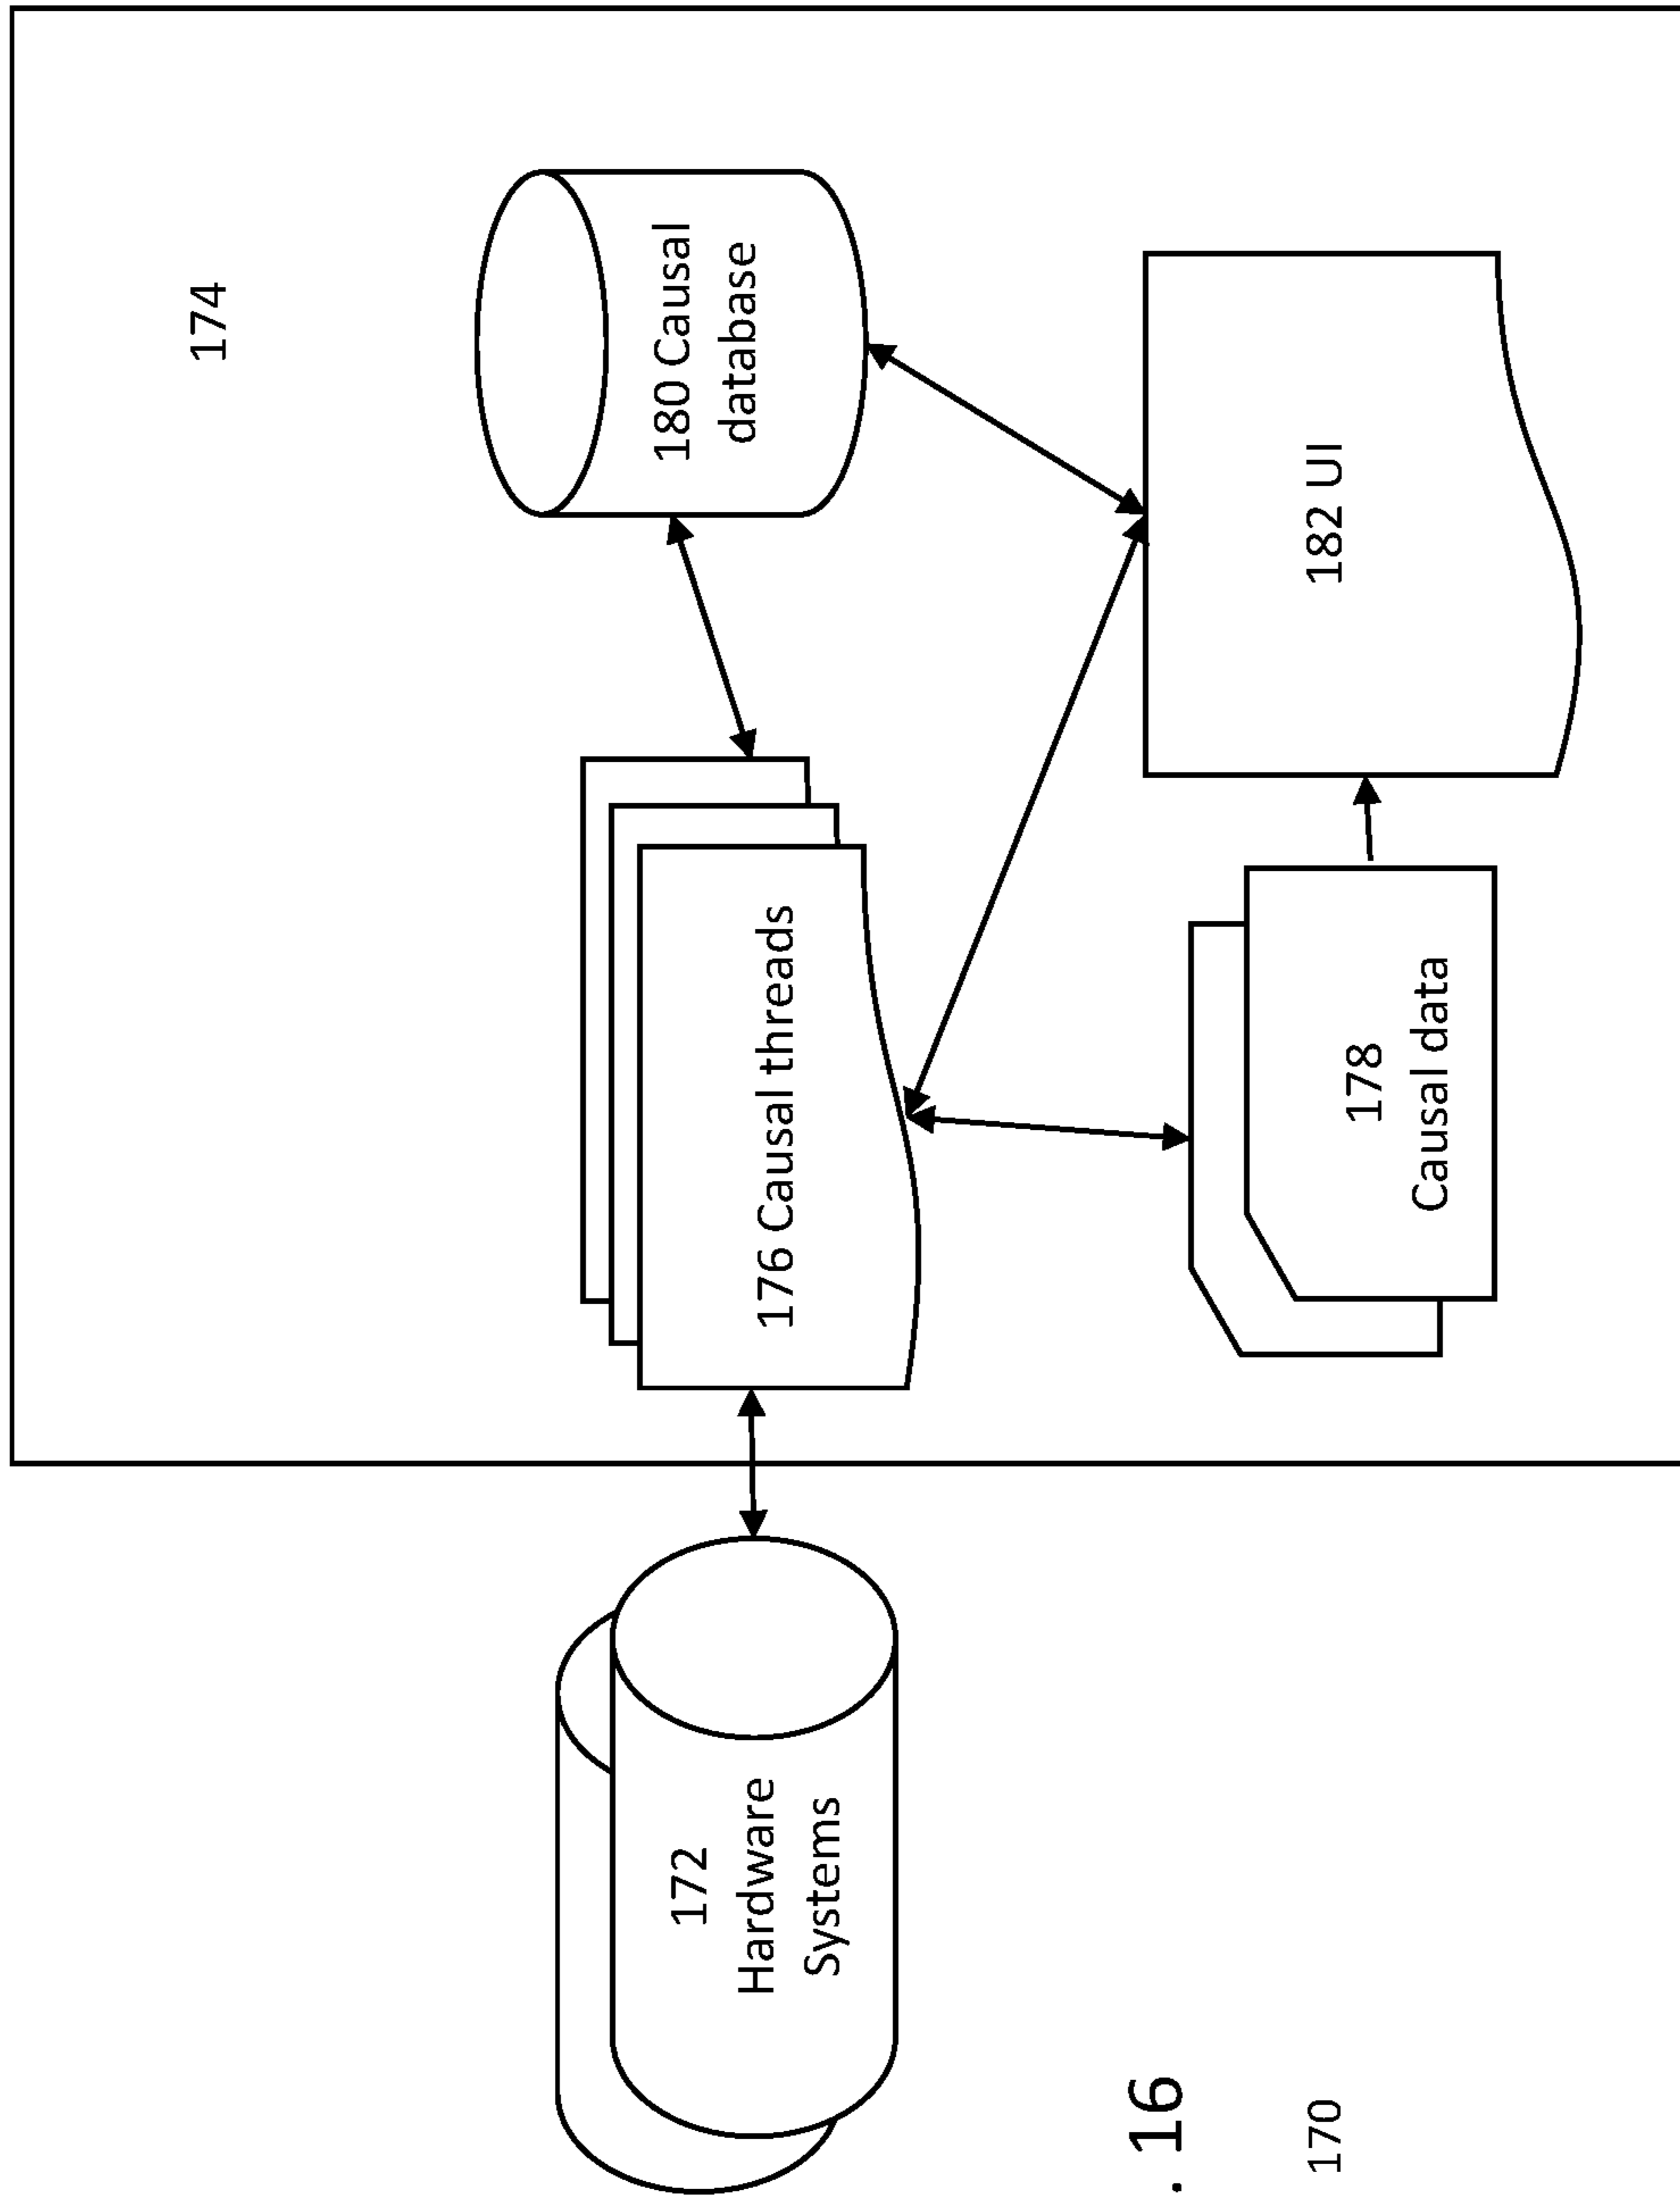 174
180 Causal
database
176 Causal threads
182 UI
178
Causal data
172
Hardware
Systems
. 16
170